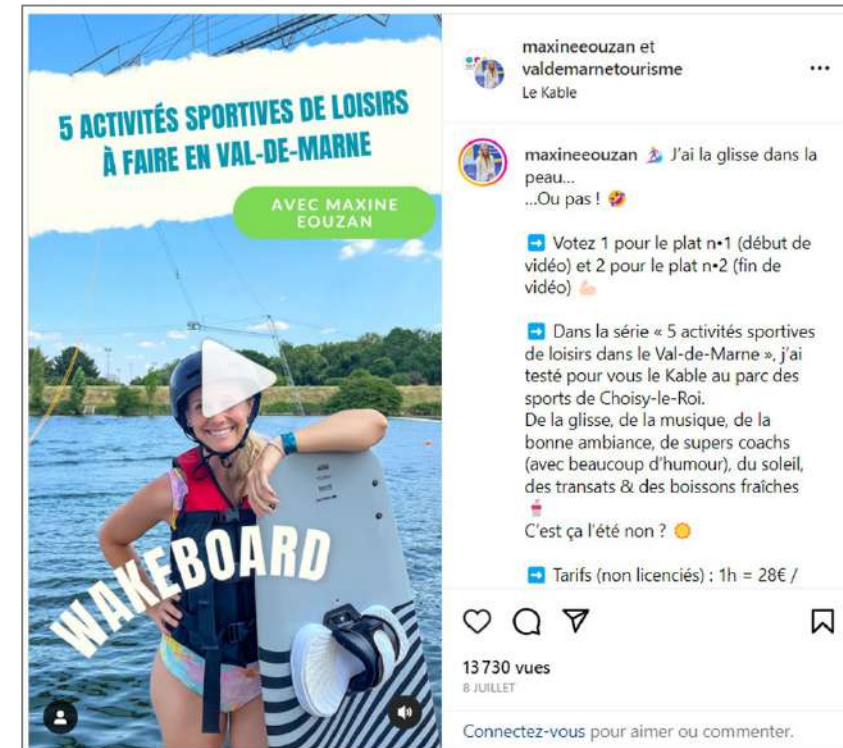 5 ACTIVITÉS SPORTIVES DE LOISIRS
À FAIRE EN VAL-DE-MARNE
AVEC MAXINE
EOUZAN
WAKEBOARD
maxineeouzan et
valdemarnetourisme
Le Kable
maxineeouzan 🏄‍♀️ J'ai la glisse dans la
peau...
...Ou pas ! 🤣
➡️ Votez 1 pour le plat n•1 (début de
vidéo) et 2 pour le plat n•2 (fin de
vidéo) 💪🏻
➡️ Dans la série « 5 activités sportives
de loisirs dans le Val-de-Marne », j'ai
testé pour vous le Kable au parc des
sports de Choisy-le-Roi.
De la glisse, de la musique, de la
bonne ambiance, de supers coachs
(avec beaucoup d'humour), du soleil,
des transats & des boissons fraîches
🥤
C'est ça l'été non ? ☀️
➡️ Tarifs (non licenciés) : 1h = 28€ /
13 730 vues
8 JUILLET
Connectez-vous pour aimer ou commenter.